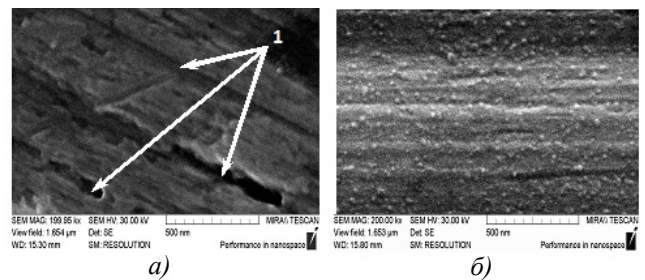 1
SEM MAG: 199.95 kx SEM HV: 30.00 kV MIRA\\ TESCAN
View field: 1.654 µm Det: SE 500 nm
WD: 15.30 mm SM: RESOLUTION Performance in nanospace
SEM MAG: 200.00 kx SEM HV: 30.00 kV MIRA\\ TESCAN
View field: 1.653 µm Det: SE 500 nm
WD: 15.80 mm SM: RESOLUTION Performance in nanospace
а) б)